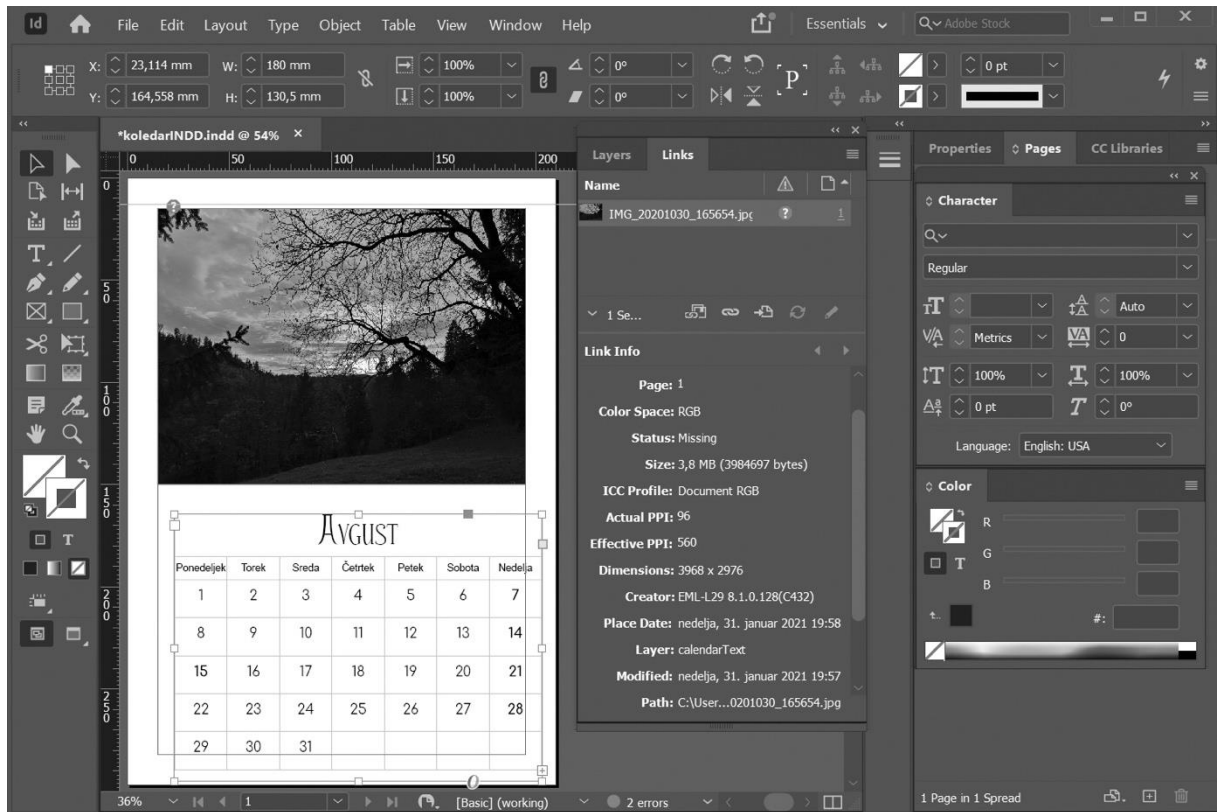 Id File Edit Layout Type Object Table View Window Help Essentials Adobe Stock
X: 23,114 mm W: 180 mm 100% 0° P 0 pt
Y: 164,558 mm H: 130,5 mm 100% 0°
*koledarINDD.indd @ 54%
0 50 100 150 200
0
50
100
150
200
250
Avgust
Ponedeljek Torek Sreda Četrtek Petek Sobota Nedelja
1 2 3 4 5 6 7
8 9 10 11 12 13 14
15 16 17 18 19 20 21
22 23 24 25 26 27 28
29 30 31
36% 1 [Basic] (working) 2 errors
Layers Links
Name
IMG_20201030_165654.jpg ? 1
1 Se...
Link Info
Page: 1
Color Space: RGB
Status: Missing
Size: 3,8 MB (3984697 bytes)
ICC Profile: Document RGB
Actual PPI: 96
Effective PPI: 560
Dimensions: 3968 x 2976
Creator: EML-L29 8.1.0.128(C432)
Place Date: nedelja, 31. januar 2021 19:58
Layer: calendarText
Modified: nedelja, 31. januar 2021 19:57
Path: C:\User...0201030_165654.jpg
Properties Pages CC Libraries
Character
Regular
Auto
Metrics 0
100% 100%
0 pt 0°
Language: English: USA
Color
R
G
T
B
#:
1 Page in 1 Spread